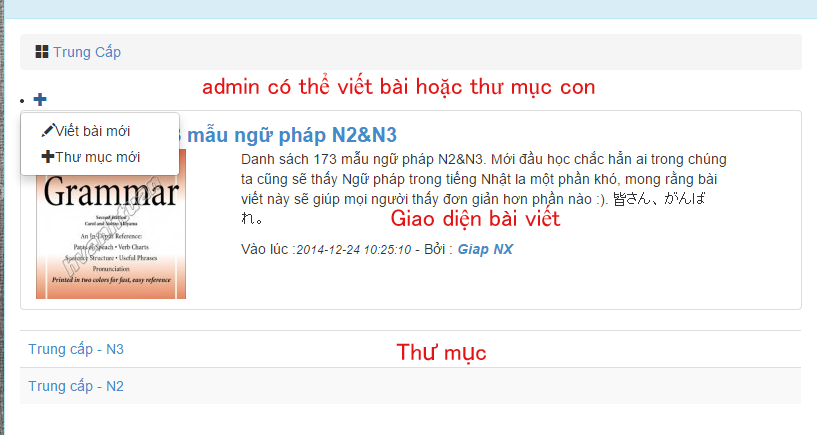 Trung Cấp
admin có thể viết bài hoặc thư mục con
Viết bài mới
Thư mục mới
3 mẫu ngữ pháp N2&N3
Danh sách 173 mẫu ngữ pháp N2&N3. Mới đầu học chắc hẳn ai trong chúng
ta cũng sẽ thấy Ngữ pháp trong tiếng Nhật la một phần khó, mong rằng bài
viết này sẽ giúp mọi người thấy đơn giản hơn phần nào :). 皆さん、がんば
れ。
Giao diện bài viết
Vào lúc :2014-12-24 10:25:10 - Bởi : Giap NX
Grammar
Second Edition
An In-Depth Reference:
Parts of Speach • Verb Charts
Sentence Structure • Useful Phrases
Pronunciation
Printed in two colors for fast, easy reference
Trung cấp - N3
Thư mục
Trung cấp - N2